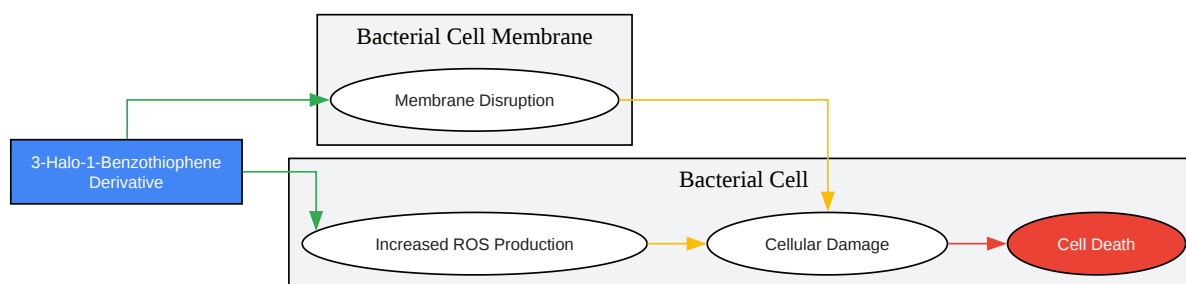 Bacterial Cell Membrane
Membrane Disruption
3-Halo-1-Benzothiophene
Derivative
Bacterial Cell
Increased ROS Production
Cellular Damage
Cell Death